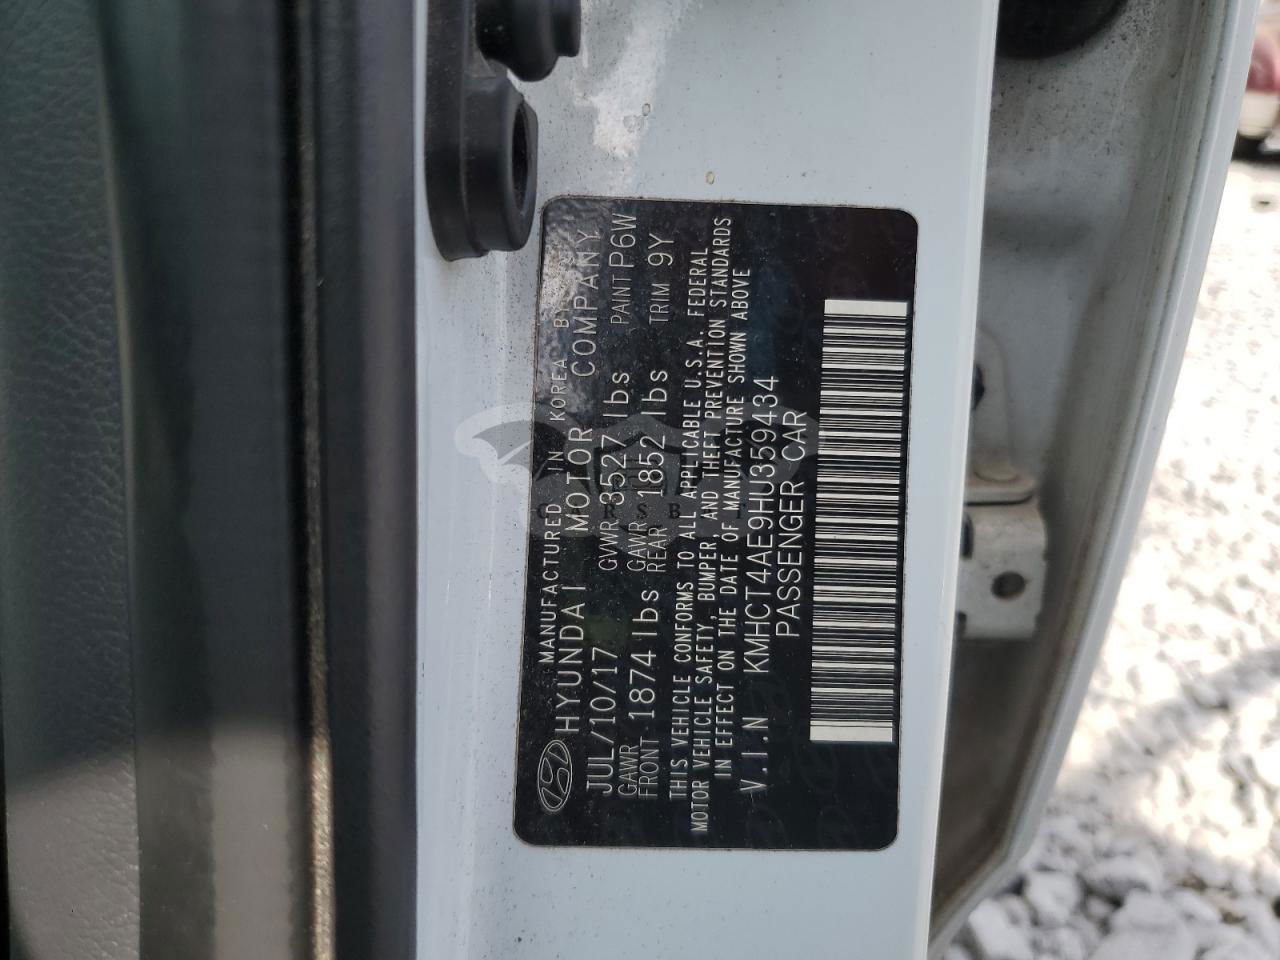 MANUFACTURED IN KOREA BY
HYUNDAI MOTOR COMPANY
JUL/10/17 GVWR 3527 lbs PAINT P6W
GAWR FRONT 1874 lbs GAWR REAR 1852 lbs TRIM 9Y
THIS VEHICLE CONFORMS TO ALL APPLICABLE U.S.A. FEDERAL
MOTOR VEHICLE SAFETY, BUMPER, AND THEFT PREVENTION STANDARDS
IN EFFECT ON THE DATE OF MANUFACTURE SHOWN ABOVE
V.I.N KMHCT4AE9HU359434
PASSENGER CAR